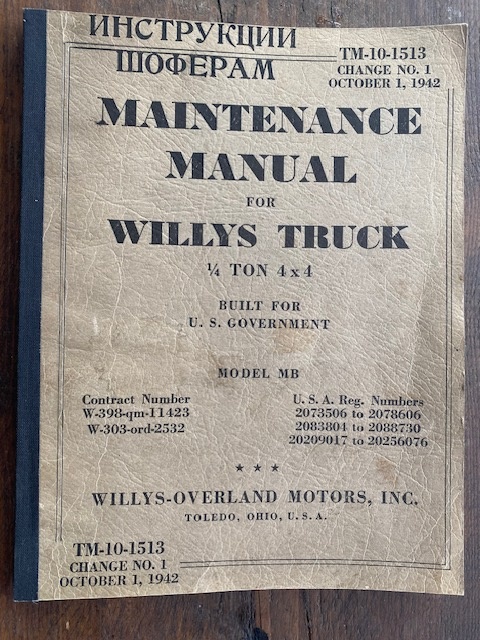 ИНСТРУКЦИИ
ШОФЕРАМ
TM-10-1513
CHANGE NO. 1
OCTOBER 1, 1942
MAINTENANCE
MANUAL
FOR
WILLYS TRUCK
¼ TON 4x4
BUILT FOR
U. S. GOVERNMENT
MODEL MB
Contract Number
W-398-qm-11423
W-303-ord-2532
U. S. A. Reg. Numbers
2073506 to 2078606
2083804 to 2088730
20209017 to 20256076
★ ★ ★
WILLYS-OVERLAND MOTORS, INC.
TOLEDO, OHIO, U. S. A.
TM-10-1513
CHANGE NO. 1
OCTOBER 1, 1942